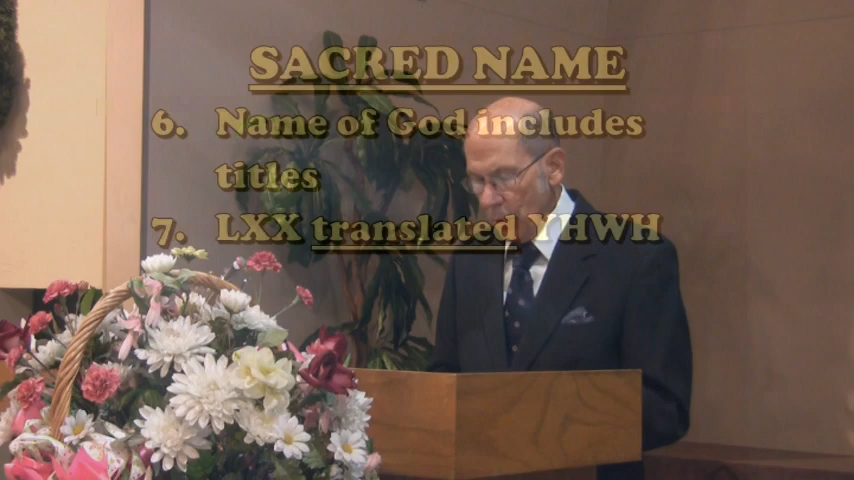 SACRED NAME
6. Name of God includes
titles
7. LXX translated YHWH